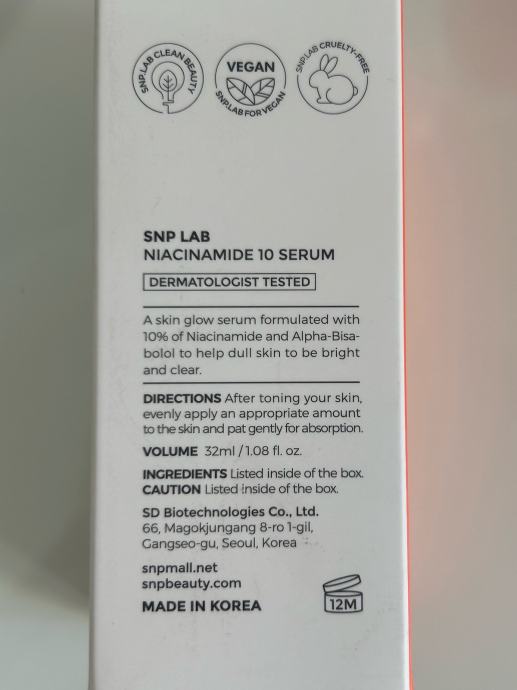 SNP.LAB CLEAN BEAUTY
VEGAN
SNP.LAB FOR VEGAN
SNP.LAB CRUELTY-FREE
SNP LAB
NIACINAMIDE 10 SERUM
DERMATOLOGIST TESTED
A skin glow serum formulated with
10% of Niacinamide and Alpha-Bisa-
bolol to help dull skin to be bright
and clear.
DIRECTIONS After toning your skin,
evenly apply an appropriate amount
to the skin and pat gently for absorption.
VOLUME 32ml / 1.08 fl. oz.
INGREDIENTS Listed inside of the box.
CAUTION Listed inside of the box.
SD Biotechnologies Co., Ltd.
66, Magokjungang 8-ro 1-gil,
Gangseo-gu, Seoul, Korea
snpmall.net
snpbeauty.com
MADE IN KOREA
12M